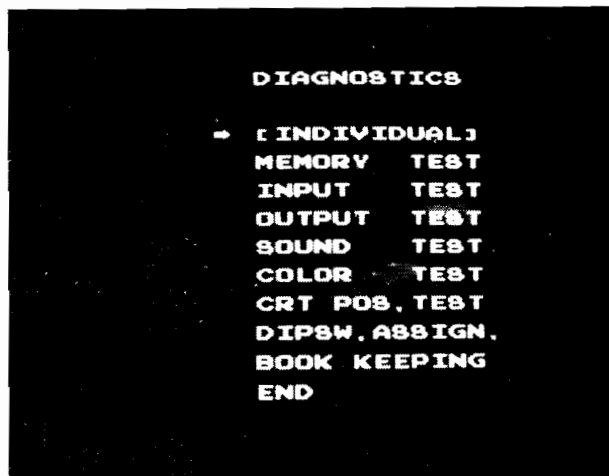 DIAGNOSTICS
➡ [INDIVIDUAL]
MEMORY TEST
INPUT TEST
OUTPUT TEST
SOUND TEST
COLOR TEST
CRT POS.TEST
DIPSW.ASSIGN.
BOOK KEEPING
END